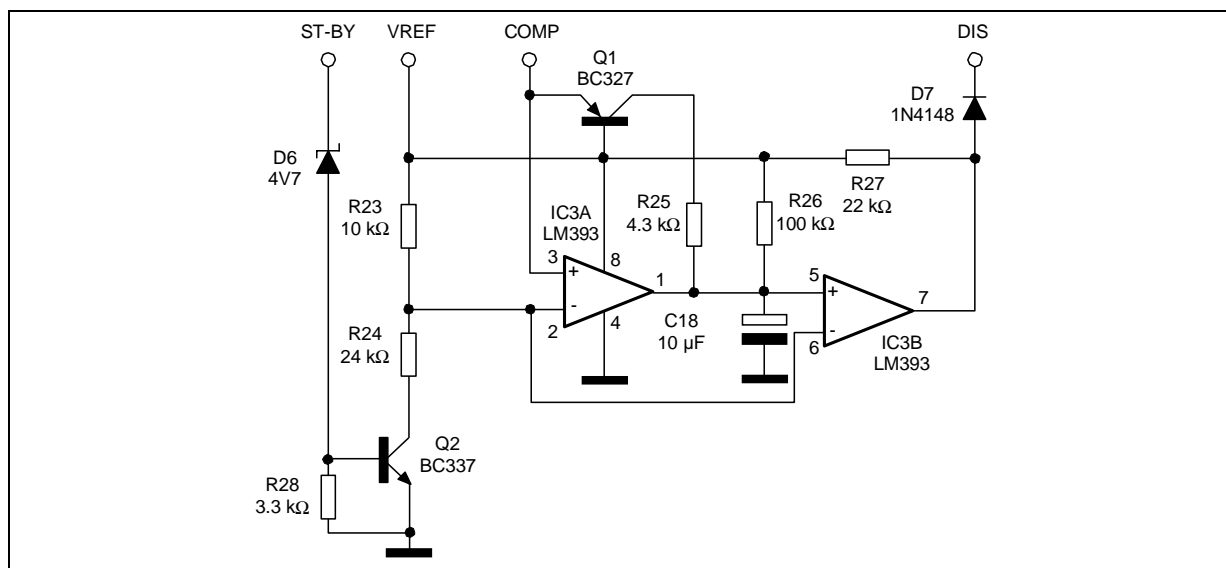 ST-BY
VREF
COMP
DIS
Q1
BC327
D7
1N4148
D6
4V7
R27
22 kΩ
R23
10 kΩ
IC3A
LM393
R25
4.3 kΩ
R26
100 kΩ
3
8
+
1
5
+
-
2
4
7
-
6
R24
24 kΩ
C18
10 µF
IC3B
LM393
Q2
BC337
R28
3.3 kΩ